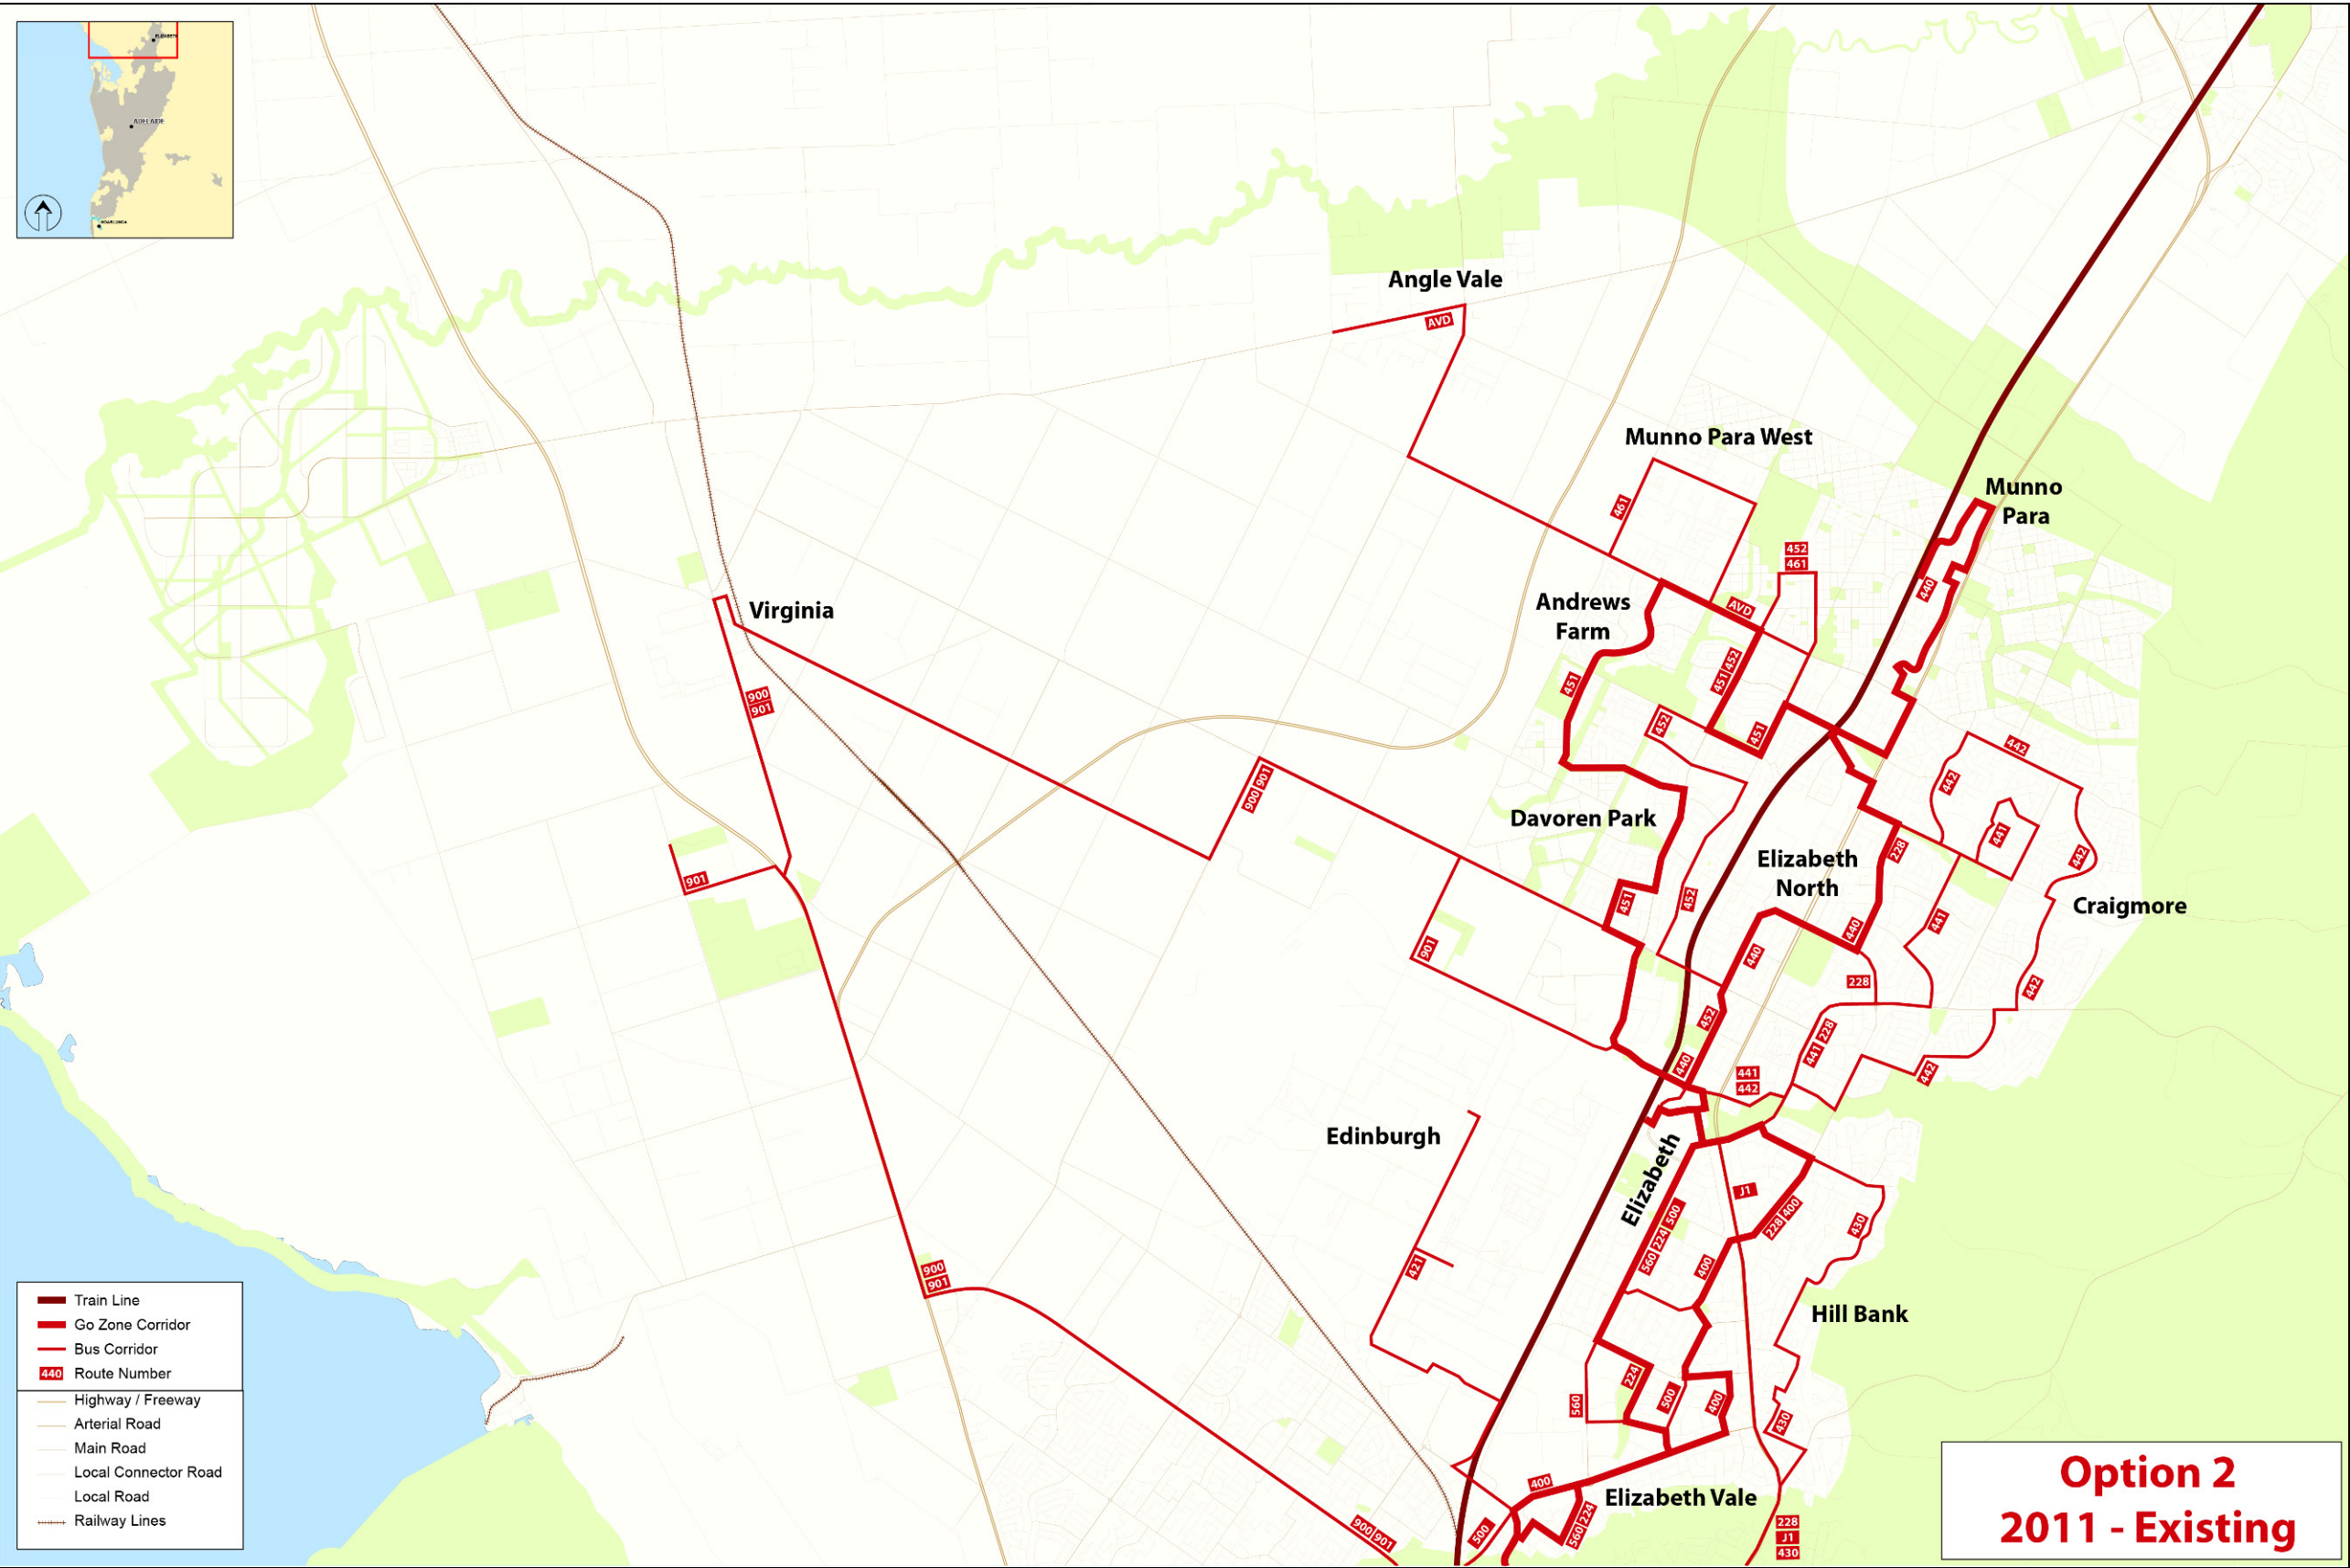 ELIZABETH
ADELAIDE
NOARLUNGA
Angle Vale
AVD
Munno Para West
461
Munno
Para
452
461
440
Andrews
Farm
AVD
Virginia
451 452
451
452
451
900
901
442
442
900 901
Davoren Park
441
228
442
Elizabeth
North
901
451
452
Craigmore
440
441
901
440
228
442
452
441 228
440
441
442
442
Edinburgh
Elizabeth
J1
560 224 500
228 400
430
421
400
900
901
Hill Bank
224
500
400
560
430
400
Elizabeth Vale
900 901
500
560 224
228
J1
430
Train Line
Go Zone Corridor
Bus Corridor
440 Route Number
Highway / Freeway
Arterial Road
Main Road
Local Connector Road
Local Road
Railway Lines
Option 2
2011 - Existing